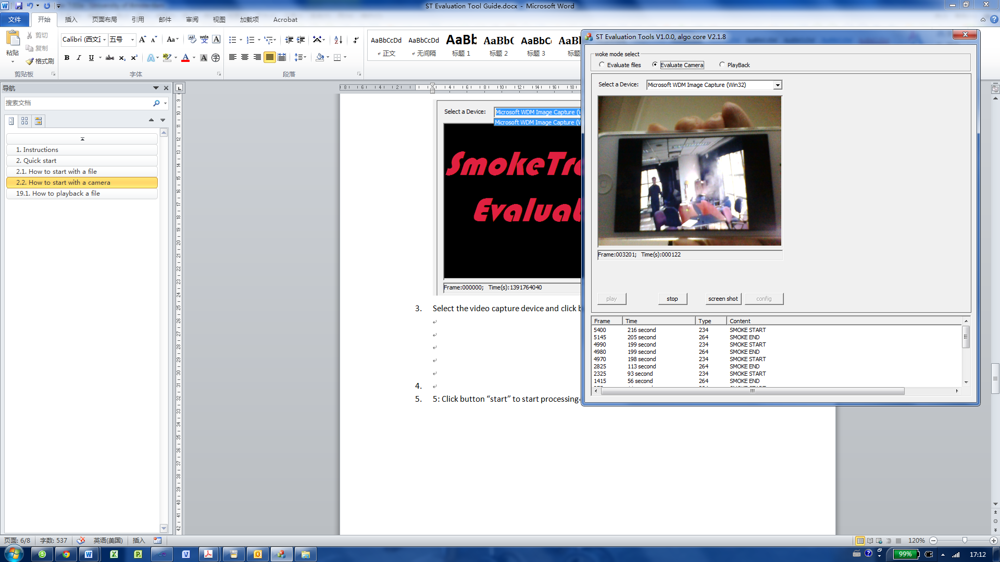 ST Evaluation Tool Guide.docx - Microsoft Word
文件 开始 插入 页面布局 引用 邮件 审阅 视图 加载项 Acrobat
粘贴 剪切
复制
格式刷
Calibri (西文正 五号
AaBbCcDd AaBbCcDd AaBb AaBbC AaBbCc AaBb
正文 无间隔 标题 1 标题 2 标题 3 标题
剪贴板 字体 段落
导航
搜索文档
1. Instructions
2. Quick start
2.1. How to start with a file
2.2. How to start with a camera
19.1. How to playback a file
Select a Device: Microsoft WDM Image Capture (W
Microsoft WDM Image Capture (W
SmokeTra
Evaluat
Frame:000000; Time(s):1391764040
3. Select the video capture device and click b
4.
5. 5: Click button “start” to start processing
ST Evaluation Tools V1.0.0, algo core V2.1.8
woke mode select
Evaluate files Evaluate Camera PlayBack
Select a Device: Microsoft WDM Image Capture (Win32)
Frame:003201; Time(s):000122
play stop screen shot config
Frame Time Type Content
5400 216 second 234 SMOKE START
5145 205 second 264 SMOKE END
4990 199 second 234 SMOKE START
4980 199 second 264 SMOKE END
4970 198 second 234 SMOKE START
2825 113 second 264 SMOKE END
2325 93 second 234 SMOKE START
1415 56 second 264 SMOKE END
页面: 6/8 字数: 537 英语(美国) 插入 120%
99% 17:12